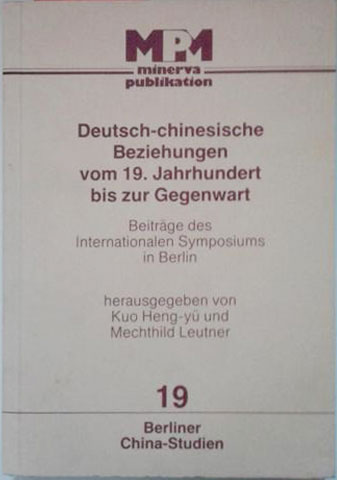 MPM
minerva
publikation
Deutsch-chinesische
Beziehungen
vom 19. Jahrhundert
bis zur Gegenwart
Beiträge des
Internationalen Symposiums
in Berlin
herausgegeben von
Kuo Heng-yü und
Mechthild Leutner
19
Berliner
China-Studien